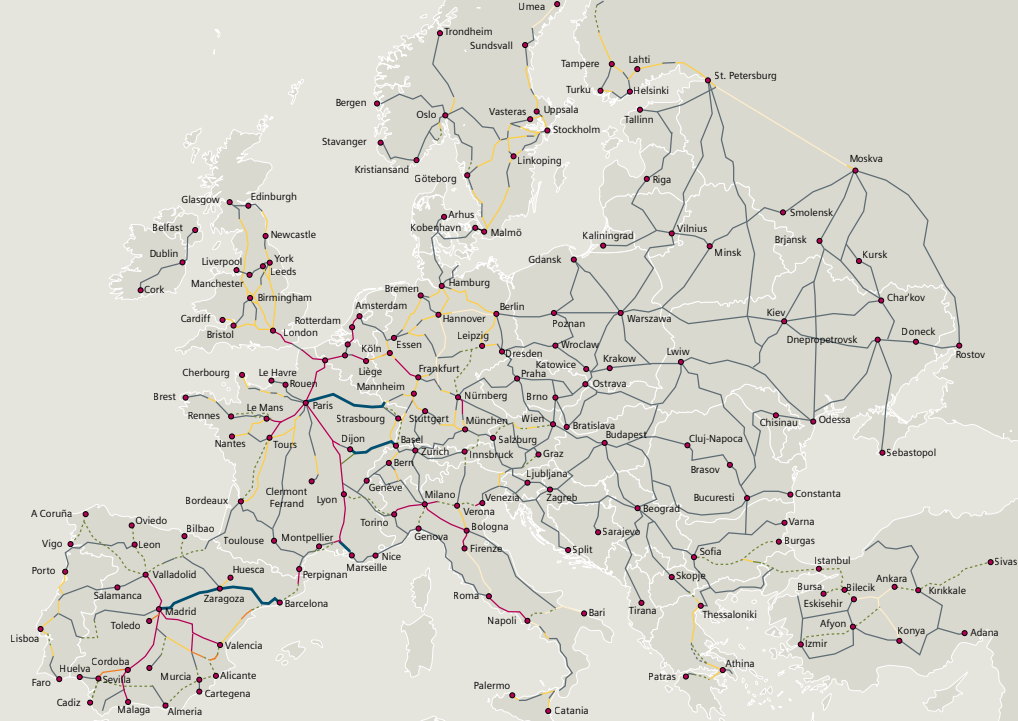 Umea
Trondheim
Sundsvall
Tampere
Lahti
St. Petersburg
Turku
Helsinki
Bergen
Oslo
Vasteras
Uppsala
Tallinn
Stockholm
Stavanger
Linkoping
Moskva
Kristiansand
Göteborg
Riga
Glasgow
Edinburgh
Arhus
Smolensk
Belfast
Newcastle
Kobenhavn
Malmö
Kaliningrad
Vilnius
Minsk
Brjansk
Dublin
Liverpool
York
Leeds
Gdansk
Kursk
Manchester
Cork
Bremen
Hamburg
Birmingham
Amsterdam
Berlin
Char'kov
Cardiff
Rotterdam
Hannover
Poznan
Warszawa
Kiev
Bristol
London
Essen
Leipzig
Doneck
Köln
Dresden
Wroclaw
Dnepropetrovsk
Rostov
Katowice
Krakow
Lwiw
Cherbourg
Le Havre
Liège
Frankfurt
Praha
Rouen
Mannheim
Ostrava
Brest
Le Mans
Paris
Nürnberg
Brno
Rennes
Strasbourg
Stuttgart
München
Wien
Bratislava
Chisinau
Odessa
Nantes
Tours
Dijon
Basel
Salzburg
Budapest
Cluj-Napoca
Zürich
Innsbruck
Graz
Sebastopol
Bern
Brasov
Clermont
Ferrand
Genève
Ljubljana
Bordeaux
Lyon
Milano
Venezia
Zagreb
Bucuresti
Constanta
A Coruña
Oviedo
Torino
Verona
Beograd
Bilbao
Bologna
Varna
Vigo
Leon
Toulouse
Montpellier
Genova
Sarajevo
Burgas
Nice
Firenze
Split
Sofia
Marseille
Porto
Valladolid
Huesca
Perpignan
Skopje
Istanbul
Sivas
Salamanca
Zaragoza
Bursa
Bilecik
Ankara
Kırıkkale
Madrid
Barcelona
Roma
Eskisehir
Tirana
Thessaloniki
Bari
Toledo
Napoli
Afyon
Lisboa
Konya
Adana
Valencia
Izmir
Cordoba
Athina
Huelva
Faro
Sevilla
Murcia
Alicante
Patras
Cartegena
Palermo
Cadiz
Malaga
Almeria
Catania